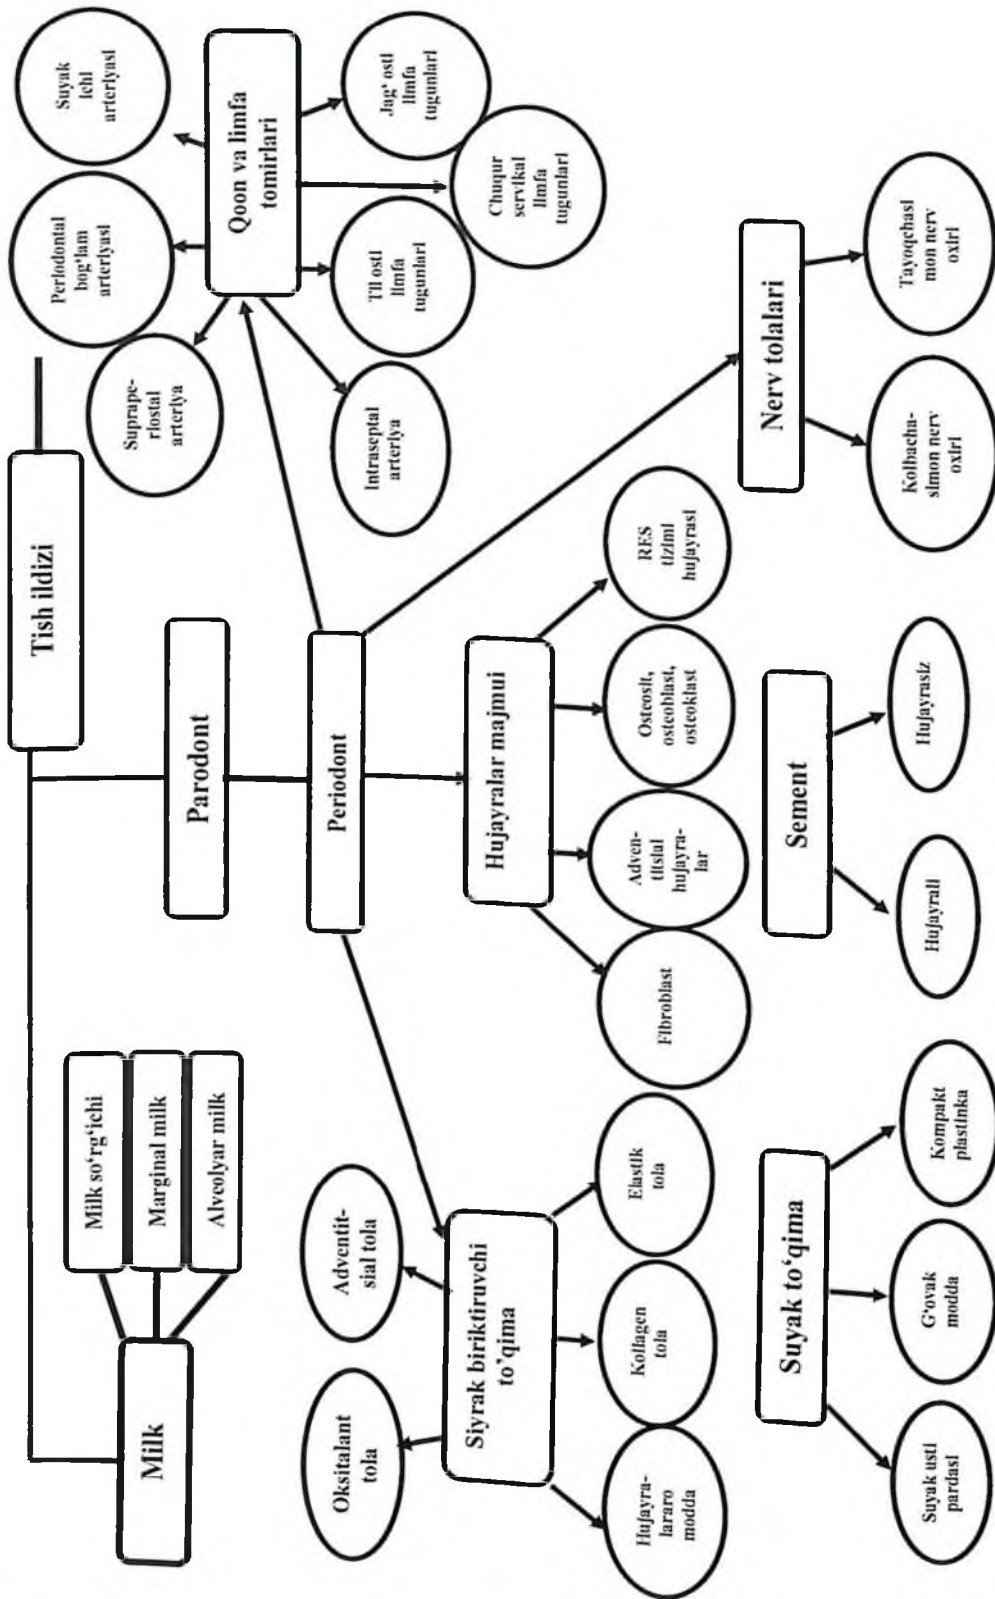 Tish ildizi
Parodont
Milk
Milk so‘rg‘ichi
Marginal milk
Alveolyar milk
Periodont
Qoon va limfa
tomirlari
Suprape-
riostal
arteriya
Periodontal
bog‘lam
arteriyasi
Suyak
ichi
arteriyasi
Intraseptal
arteriya
Til osti
limfa
tugunlari
Chuqur
servikal
limfa
tugunlari
Jag‘ osti
limfa
tugunlari
Siyrak biriktiruvchi
to’qima
Oksitalant
tola
Adventit-
sial tola
Hujayra-
lararo
modda
Kollagen
tola
Elastik
tola
Hujayralar majmui
Fibroblast
Adven-
titsial
hujayra-
lar
Osteosit,
osteoblast,
osteoklast
RES
tizimi
hujayrasi
Nerv tolalari
Kolbacha-
simon nerv
oxiri
Tayoqchasi
mon nerv
oxiri
Suyak to‘qima
Suyak usti
pardasi
G‘ovak
modda
Kompakt
plastinka
Sement
Hujayrali
Hujayrasiz